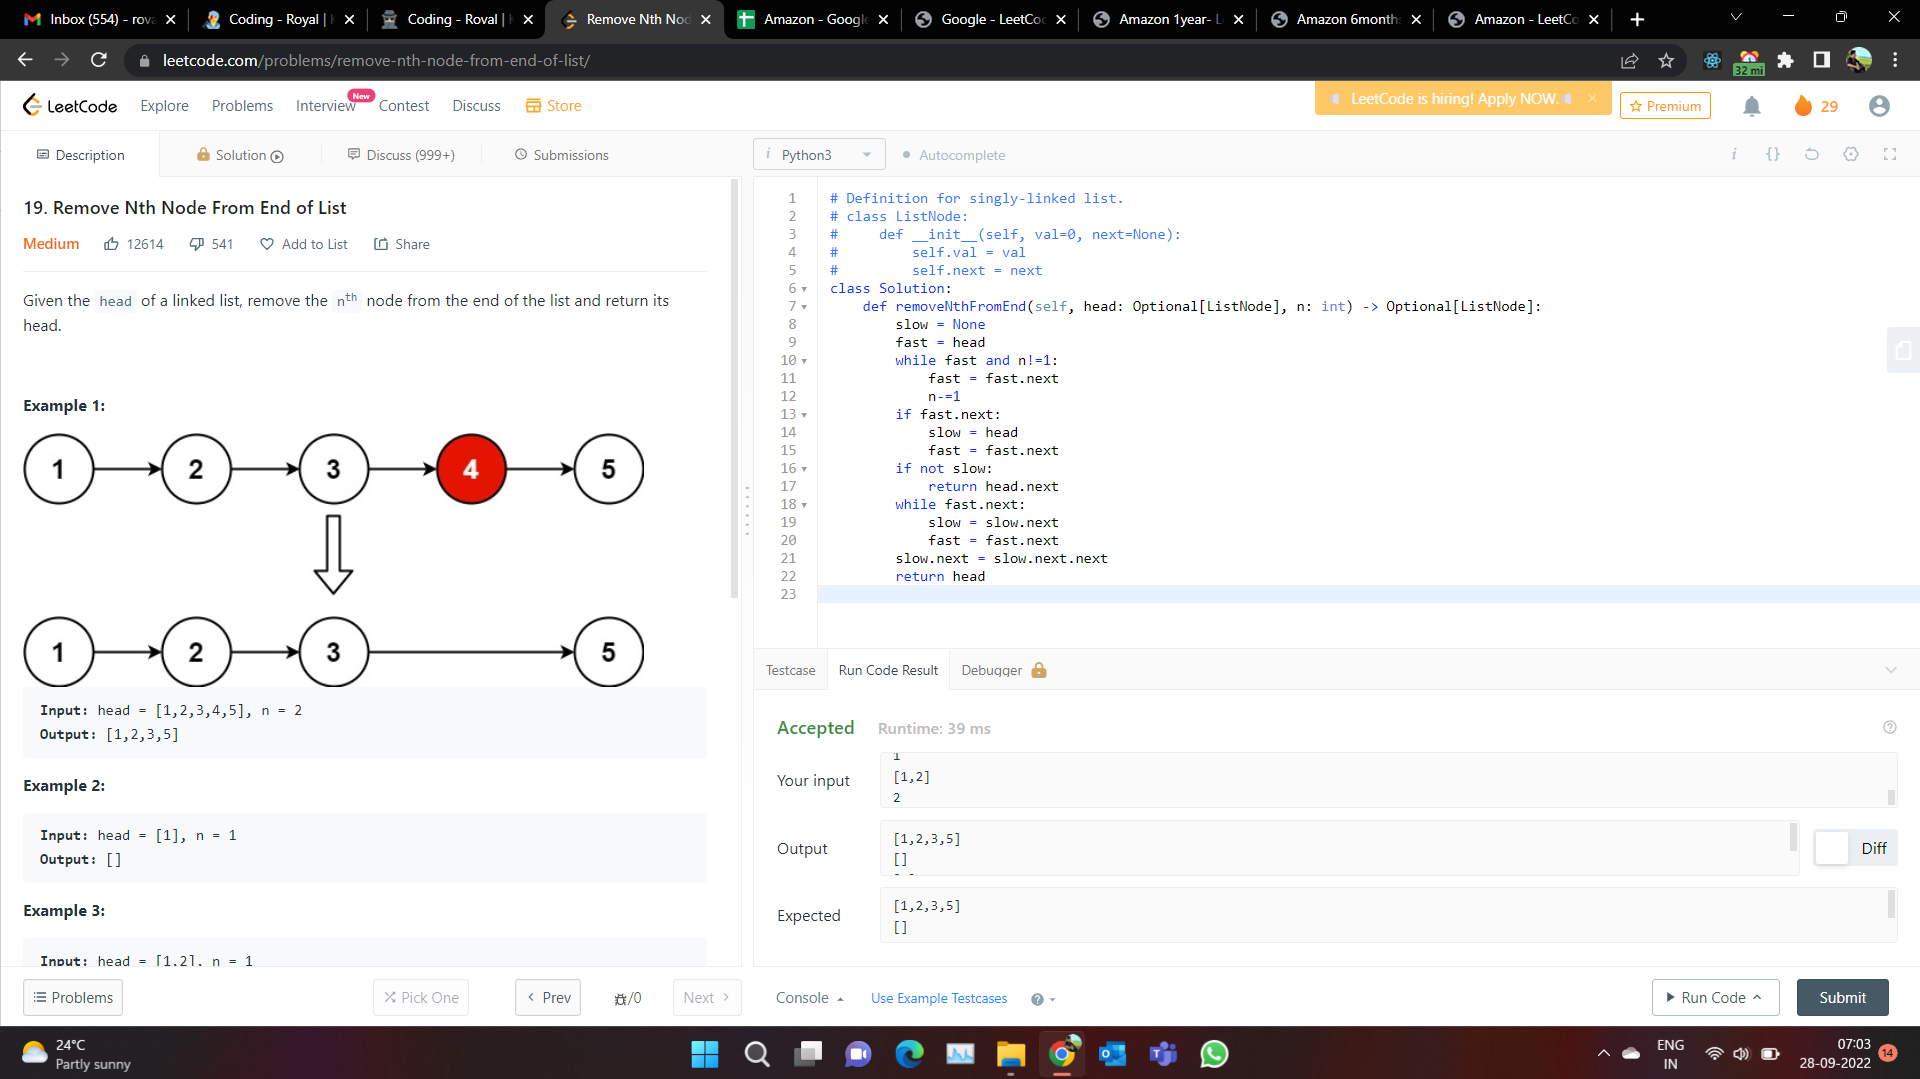 Inbox (554) - rova
Coding - Royal |
Coding - Royal |
Remove Nth Nod
Amazon - Google
Google - LeetCo
Amazon 1year- L
Amazon 6month
Amazon - LeetCo
leetcode.com/problems/remove-nth-node-from-end-of-list/
32 mi
LeetCode
Explore
Problems
Interview
New
Contest
Discuss
Store
LeetCode is hiring! Apply NOW.
Premium
29
Description
Solution
Discuss (999+)
Submissions
i Python3
Autocomplete
i {}
19. Remove Nth Node From End of List
Medium 12614 541 Add to List Share
Given the head of a linked list, remove the nth node from the end of the list and return its
head.
Example 1:
1 2 3 4 5
1 2 3 5
Input: head = [1,2,3,4,5], n = 2
Output: [1,2,3,5]
Example 2:
Input: head = [1], n = 1
Output: []
Example 3:
Input: head = [1,2], n = 1
1 # Definition for singly-linked list.
2 # class ListNode:
3 #     def __init__(self, val=0, next=None):
4 #         self.val = val
5 #         self.next = next
6 class Solution:
7     def removeNthFromEnd(self, head: Optional[ListNode], n: int) -> Optional[ListNode]:
8         slow = None
9         fast = head
10         while fast and n!=1:
11             fast = fast.next
12             n-=1
13         if fast.next:
14             slow = head
15             fast = fast.next
16         if not slow:
17             return head.next
18         while fast.next:
19             slow = slow.next
20             fast = fast.next
21         slow.next = slow.next.next
22         return head
23
Testcase
Run Code Result
Debugger
Accepted
Runtime: 39 ms
Your input
1
[1,2]
2
Output
[1,2,3,5]
[]
Diff
Expected
[1,2,3,5]
[]
Problems
Pick One
Prev
/0
Next
Console
Use Example Testcases
Run Code
Submit
24°C
Partly sunny
ENG
IN
07:03
28-09-2022
14